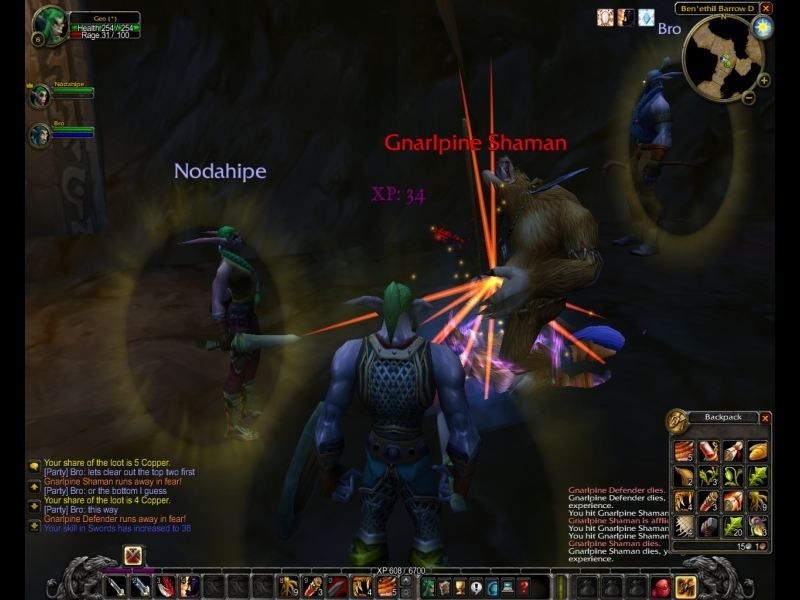 Geo (*)
Health 254 / 254
Rage 31 / 100
8
Ben'ethil Barrow D
N
Bro
Nodahipe
Bro
Gnarlpine Shaman
Nodahipe
XP: 34
Backpack
Your share of the loot is 5 Copper.
[Party] Bro: lets clear out the top two first
Gnarlpine Shaman runs away in fear!
[Party] Bro: or the bottom I guess
Your share of the loot is 4 Copper.
[Party] Bro: this way
Gnarlpine Defender runs away in fear!
Your skill in Swords has increased to 38
Gnarlpine Defender dies.
Gnarlpine Defender dies,
experience.
You hit Gnarlpine Shaman
Gnarlpine Shaman is afflic
You hit Gnarlpine Shaman
Gnarlpine Shaman dies.
Gnarlpine Shaman dies, y
experience.
XP 608 / 6700